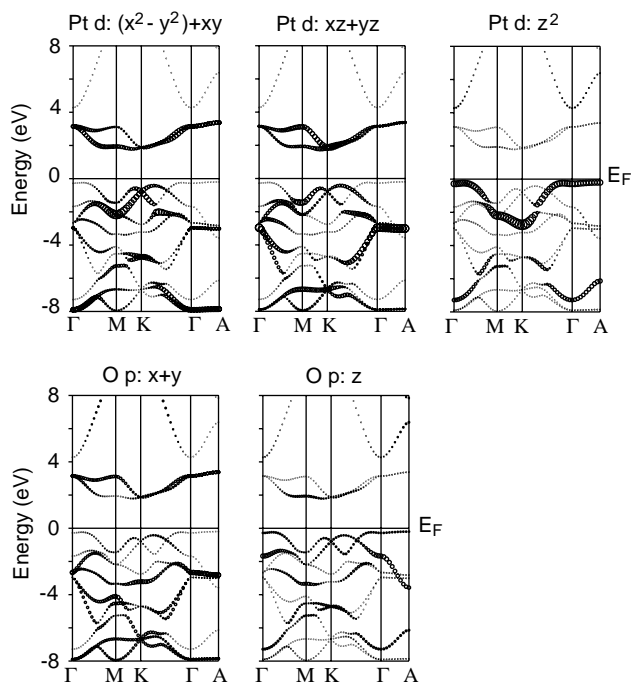 Pt d: (x² - y²)+xy
Pt d: xz+yz
Pt d: z²
Energy (eV)
8
4
0
-4
-8
E_F
Γ M K Γ A
Γ M K Γ A
Γ M K Γ A
O p: x+y
O p: z
Energy (eV)
8
4
0
-4
-8
E_F
Γ M K Γ A
Γ M K Γ A